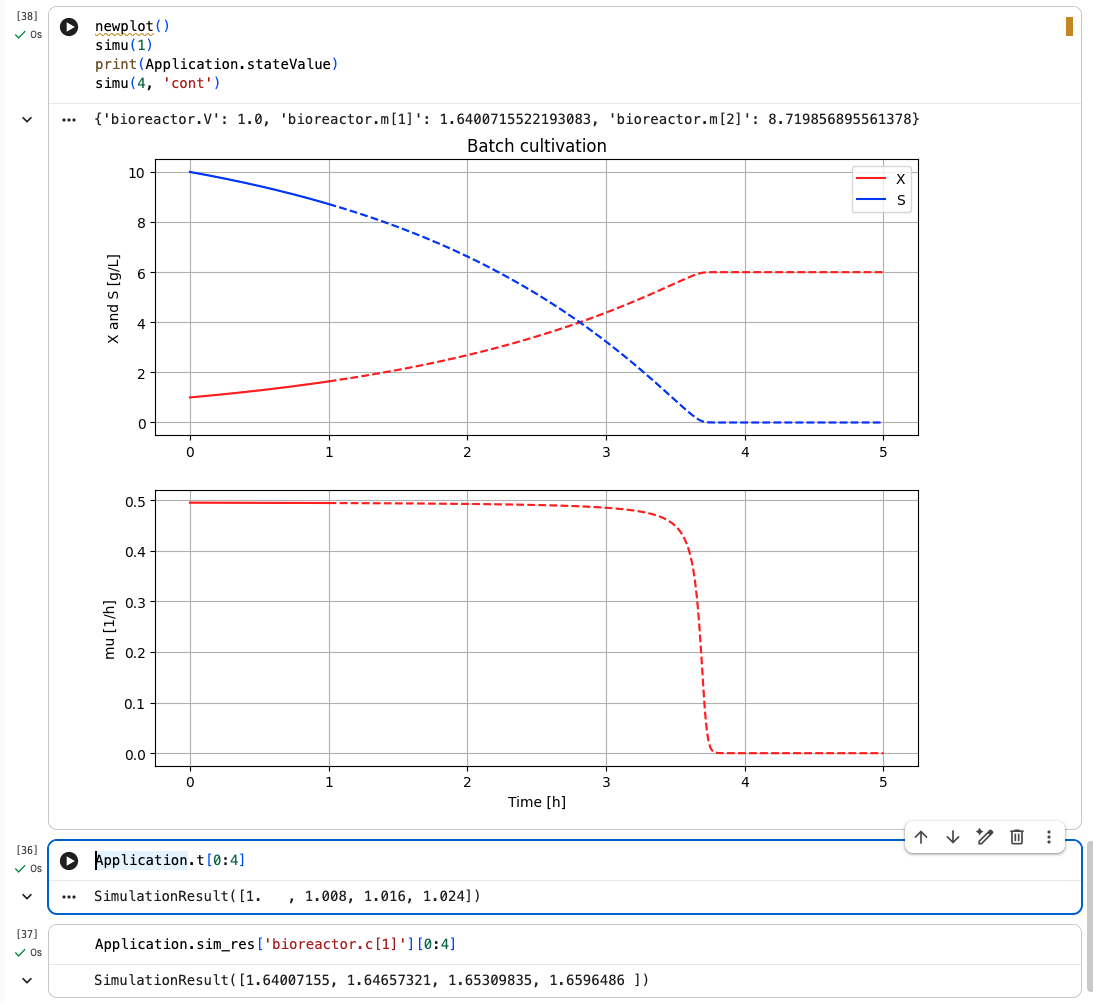 [38]
0s
newplot()
simu(1)
print(Application.stateValue)
simu(4, 'cont')
{'bioreactor.V': 1.0, 'bioreactor.m[1]': 1.6400715522193083, 'bioreactor.m[2]': 8.719856895561378}
Batch cultivation
X and S [g/L]
10
8
6
4
2
0
X
S
0 1 2 3 4 5
mu [1/h]
0.5
0.4
0.3
0.2
0.1
0.0
0 1 2 3 4 5
Time [h]
[36]
0s
Application.t[0:4]
SimulationResult([1.   , 1.008, 1.016, 1.024])
[37]
0s
Application.sim_res['bioreactor.c[1]'][0:4]
SimulationResult([1.64007155, 1.64657321, 1.65309835, 1.6596486 ])